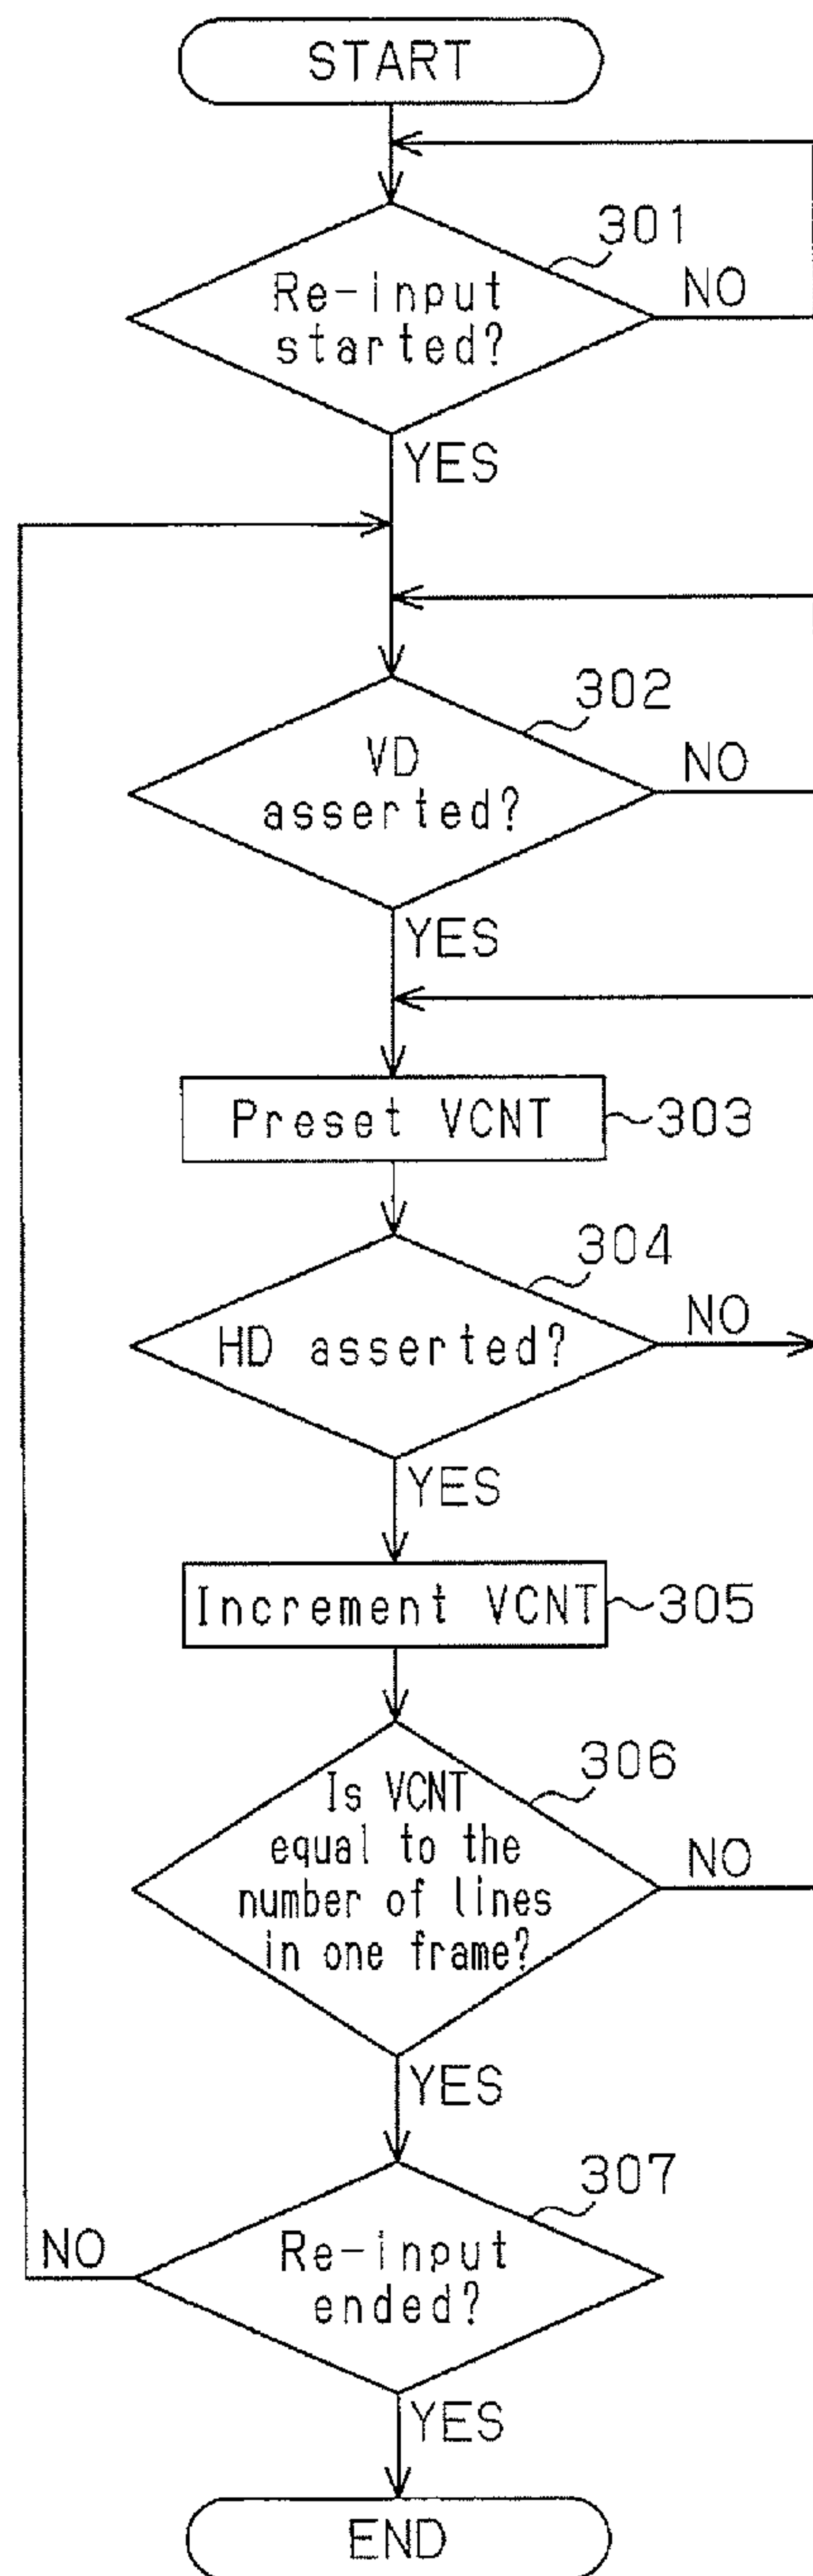 START
301
Re-input
started?
NO
YES
302
VD
asserted?
NO
YES
Preset VCNT
303
304
HD asserted?
NO
YES
Increment VCNT
305
306
Is VCNT
equal to the
number of lines
in one frame?
NO
YES
307
Re-input
ended?
NO
YES
END